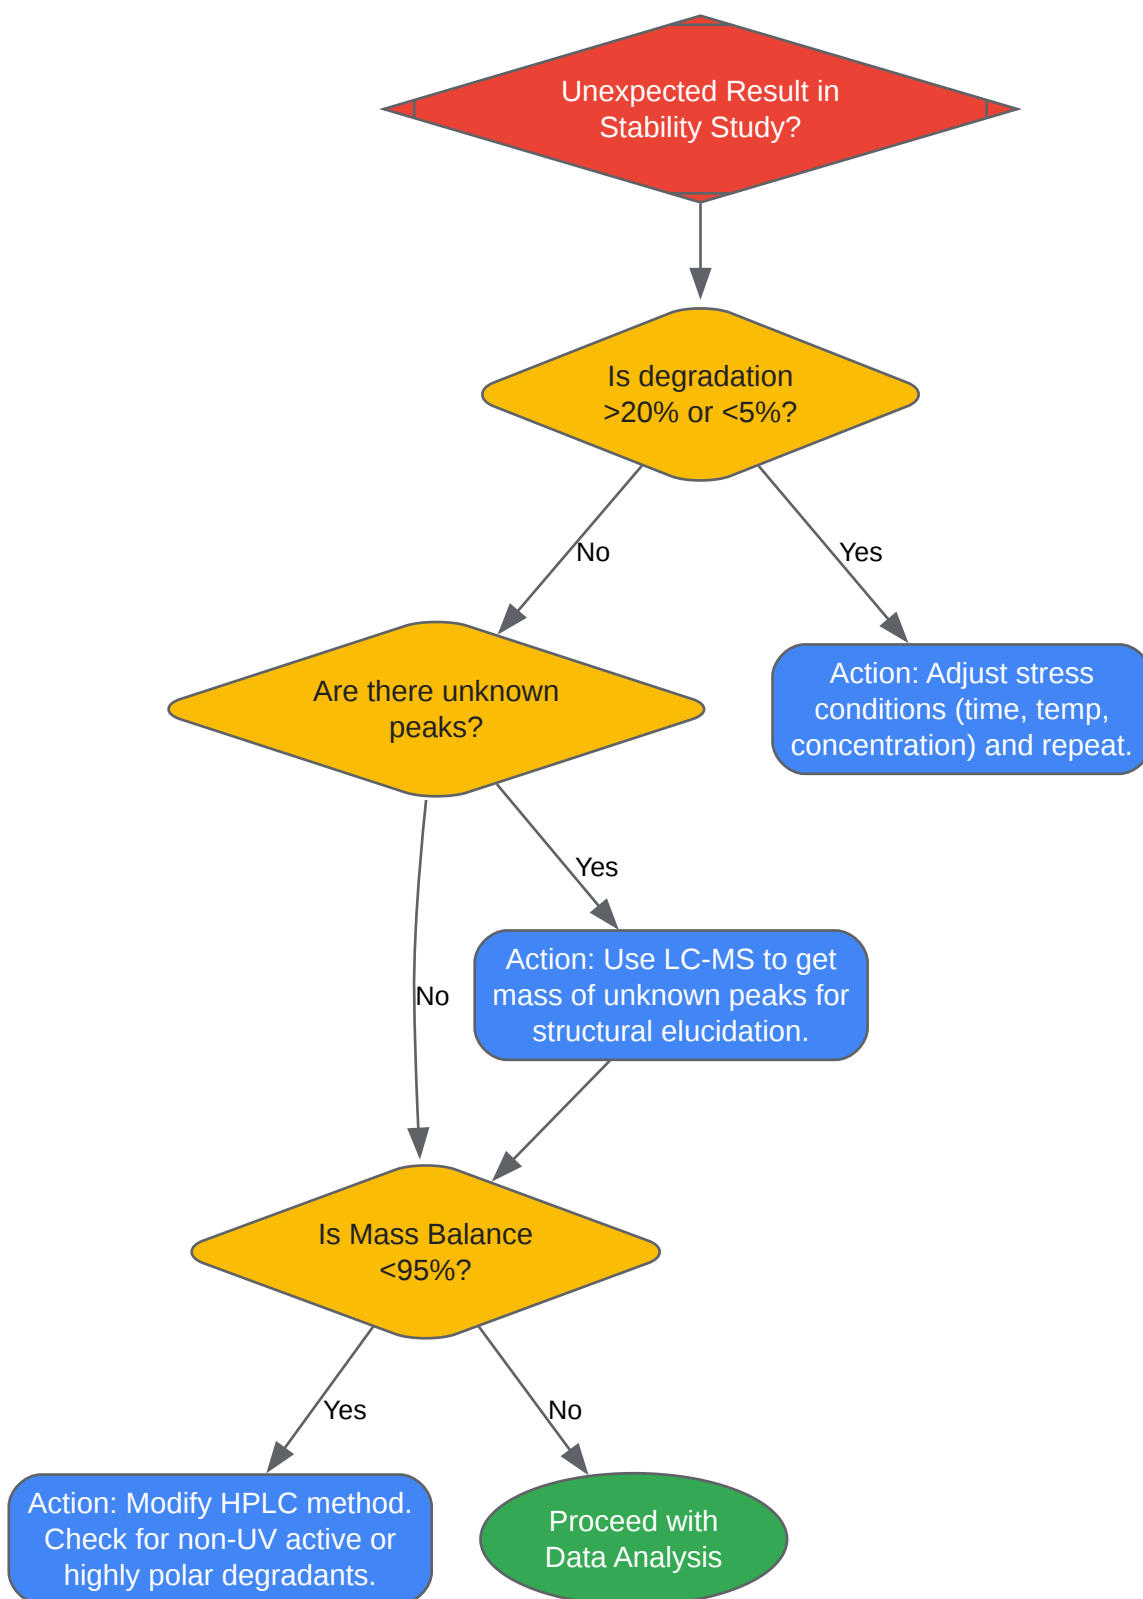 Unexpected Result in
Stability Study?
Is degradation
>20% or <5%?
No
Yes
Are there unknown
peaks?
Action: Adjust stress
conditions (time, temp,
concentration) and repeat.
Yes
No
Action: Use LC-MS to get
mass of unknown peaks for
structural elucidation.
Is Mass Balance
<95%?
Yes
No
Action: Modify HPLC method.
Check for non-UV active or
highly polar degradants.
Proceed with
Data Analysis